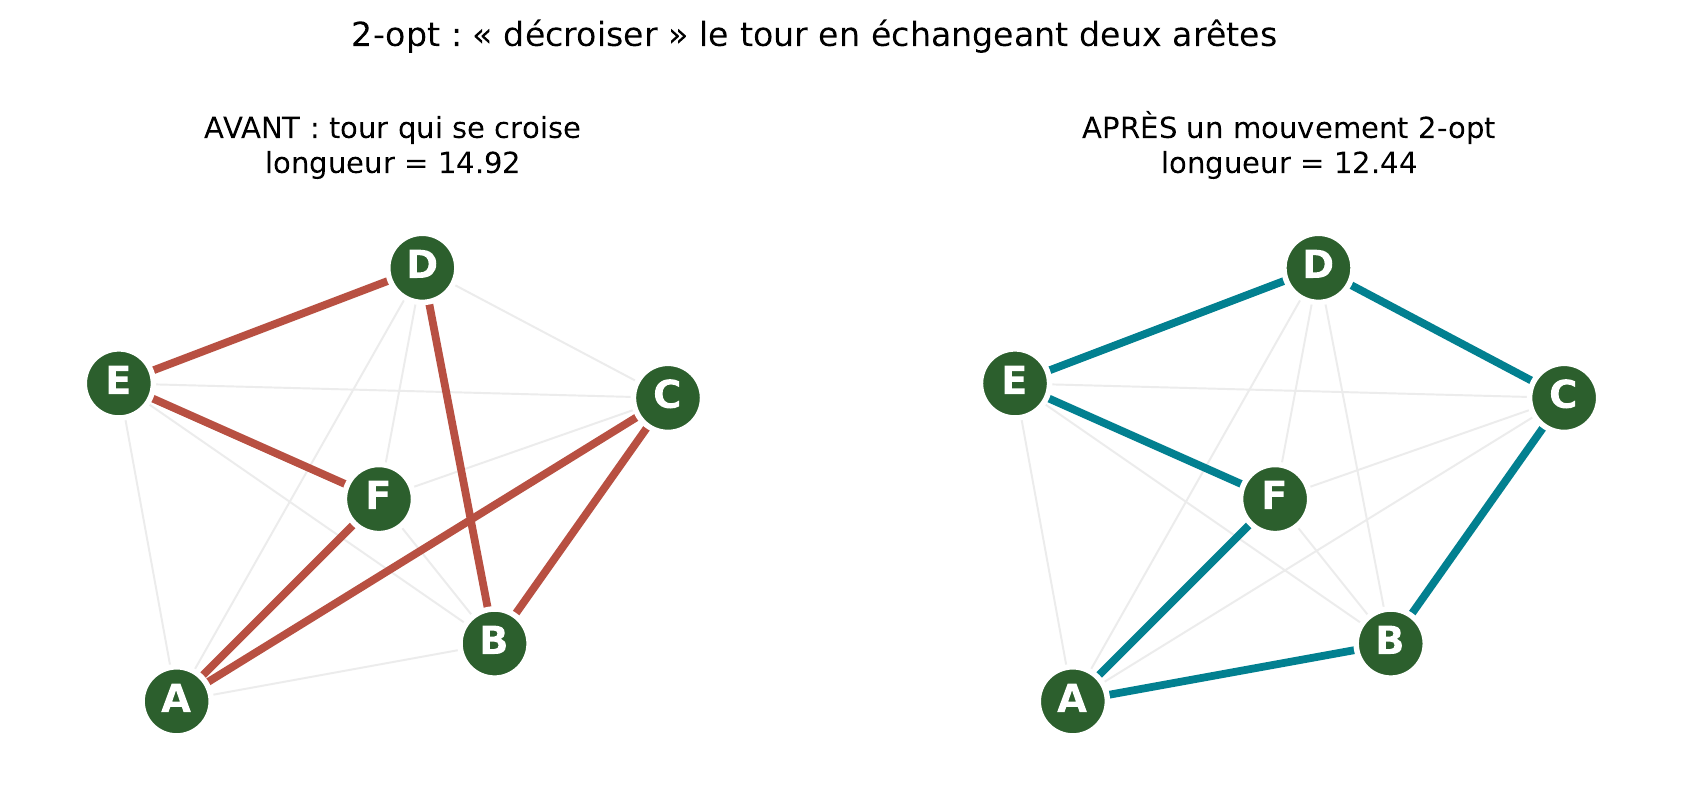 2-opt : « décroiser » le tour en échangeant deux arêtes
AVANT : tour qui se croise
longueur = 14.92
D
E
C
F
B
A
APRÈS un mouvement 2-opt
longueur = 12.44
D
E
C
F
B
A